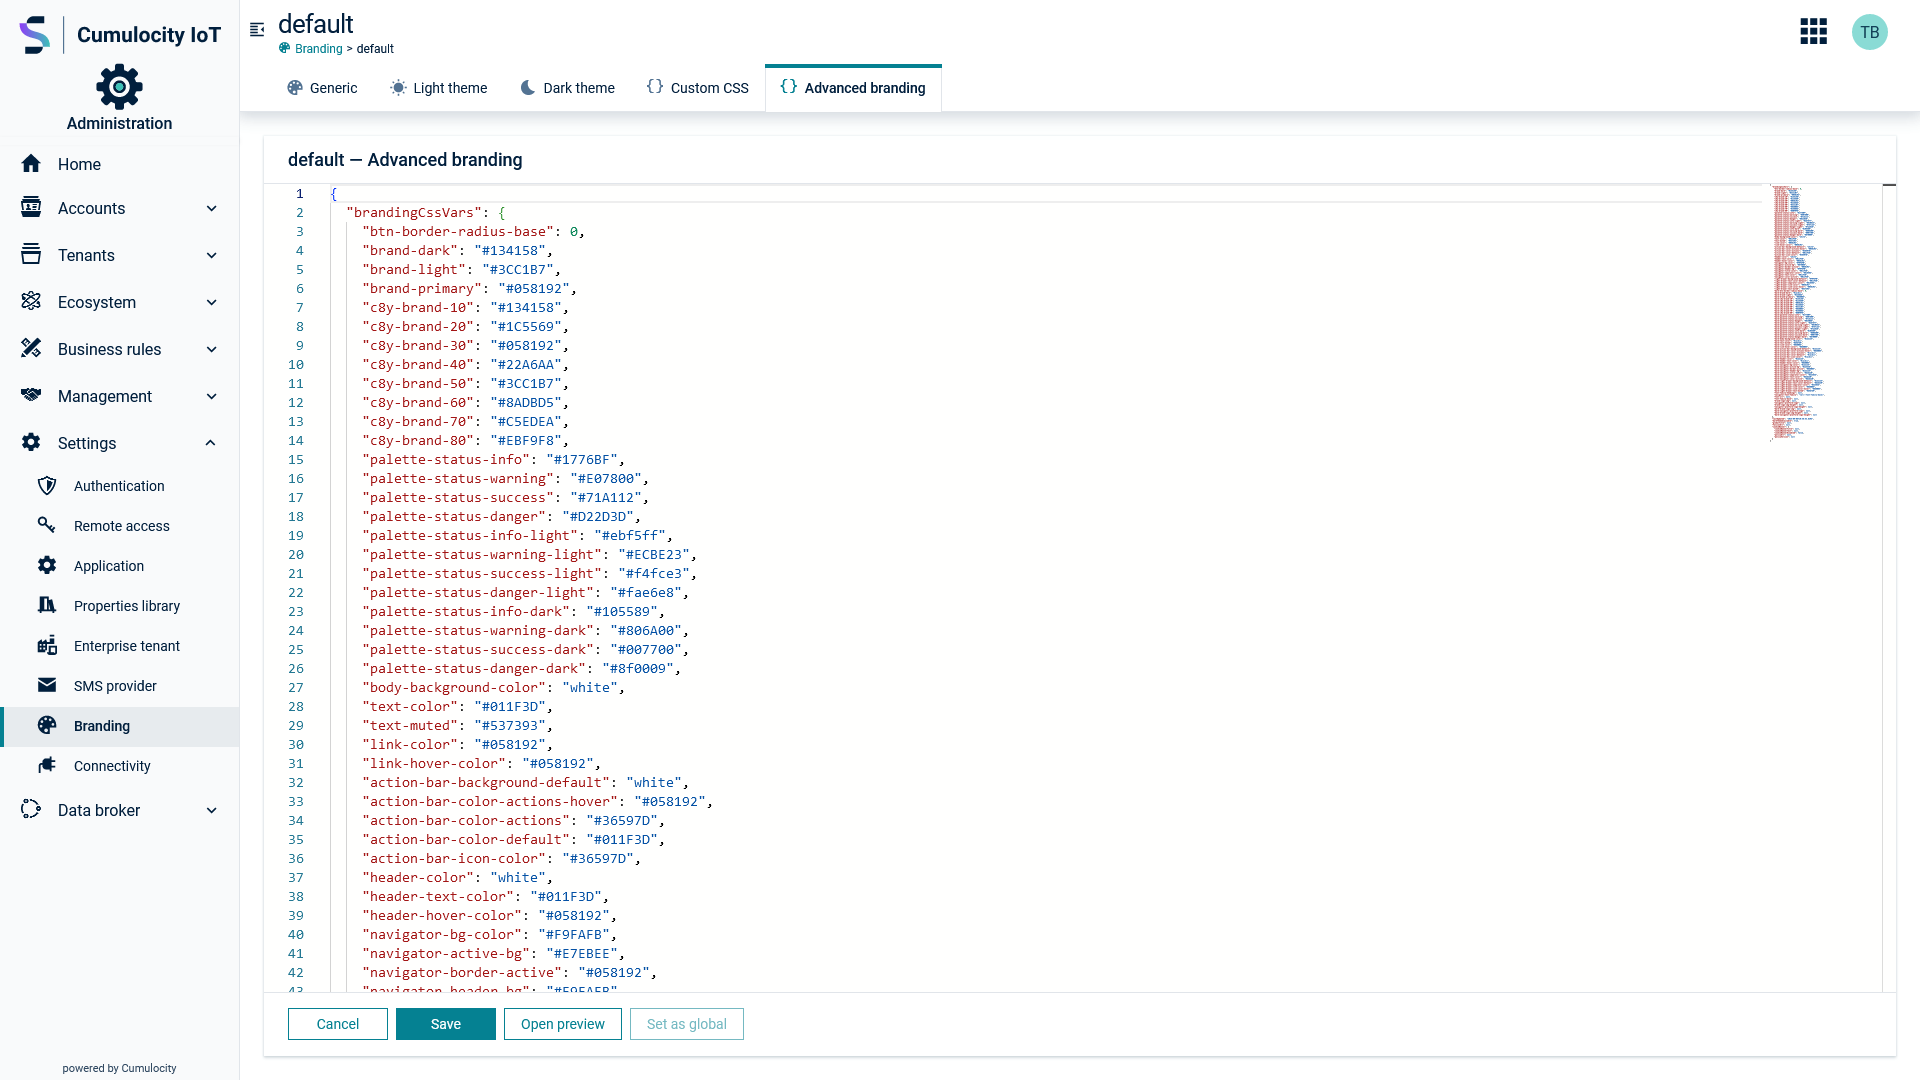 Cumulocity IoT
Administration
Home
Accounts
Tenants
Ecosystem
Business rules
Management
Settings
Authentication
Remote access
Application
Properties library
Enterprise tenant
SMS provider
Branding
Connectivity
Data broker
powered by Cumulocity
default
Branding > default
TB
Generic
Light theme
Dark theme
Custom CSS
Advanced branding
default — Advanced branding
1 {
2 "brandingCssVars": {
3 "btn-border-radius-base": 0,
4 "brand-dark": "#134158",
5 "brand-light": "#3CC1B7",
6 "brand-primary": "#058192",
7 "c8y-brand-10": "#134158",
8 "c8y-brand-20": "#1C5569",
9 "c8y-brand-30": "#058192",
10 "c8y-brand-40": "#22A6AA",
11 "c8y-brand-50": "#3CC1B7",
12 "c8y-brand-60": "#8ADBD5",
13 "c8y-brand-70": "#C5EDEA",
14 "c8y-brand-80": "#EBF9F8",
15 "palette-status-info": "#1776BF",
16 "palette-status-warning": "#E07800",
17 "palette-status-success": "#71A112",
18 "palette-status-danger": "#D22D3D",
19 "palette-status-info-light": "#ebf5ff",
20 "palette-status-warning-light": "#ECBE23",
21 "palette-status-success-light": "#f4fce3",
22 "palette-status-danger-light": "#fae6e8",
23 "palette-status-info-dark": "#105589",
24 "palette-status-warning-dark": "#806A00",
25 "palette-status-success-dark": "#007700",
26 "palette-status-danger-dark": "#8f0009",
27 "body-background-color": "white",
28 "text-color": "#011F3D",
29 "text-muted": "#537393",
30 "link-color": "#058192",
31 "link-hover-color": "#058192",
32 "action-bar-background-default": "white",
33 "action-bar-color-actions-hover": "#058192",
34 "action-bar-color-actions": "#36597D",
35 "action-bar-color-default": "#011F3D",
36 "action-bar-icon-color": "#36597D",
37 "header-color": "white",
38 "header-text-color": "#011F3D",
39 "header-hover-color": "#058192",
40 "navigator-bg-color": "#F9FAFB",
41 "navigator-active-bg": "#E7EBEE",
42 "navigator-border-active": "#058192",
43 "navigator-header-bg": "#F9FAFB"
Cancel
Save
Open preview
Set as global